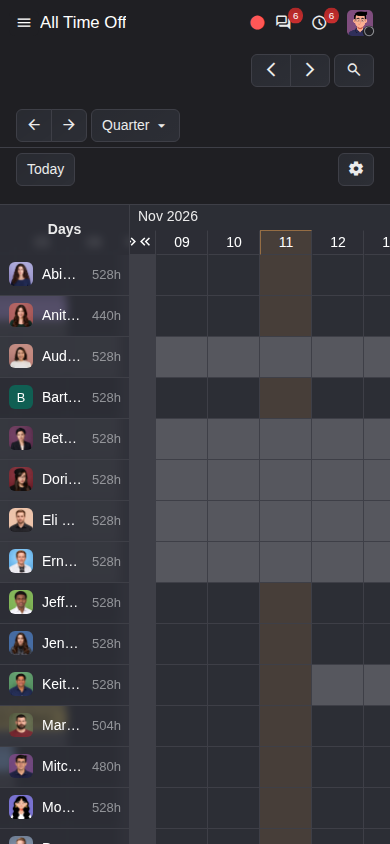 All Time Off
6
6
Quarter
Today
Days
Nov 2026
09 10 11 12 1
Abi... 528h
Anit... 440h
Aud... 528h
B Bart... 528h
Bet... 528h
Dori... 528h
Eli ... 528h
Ern... 528h
Jeff... 528h
Jen... 528h
Keit... 528h
Mar... 504h
Mitc... 480h
Mo... 528h